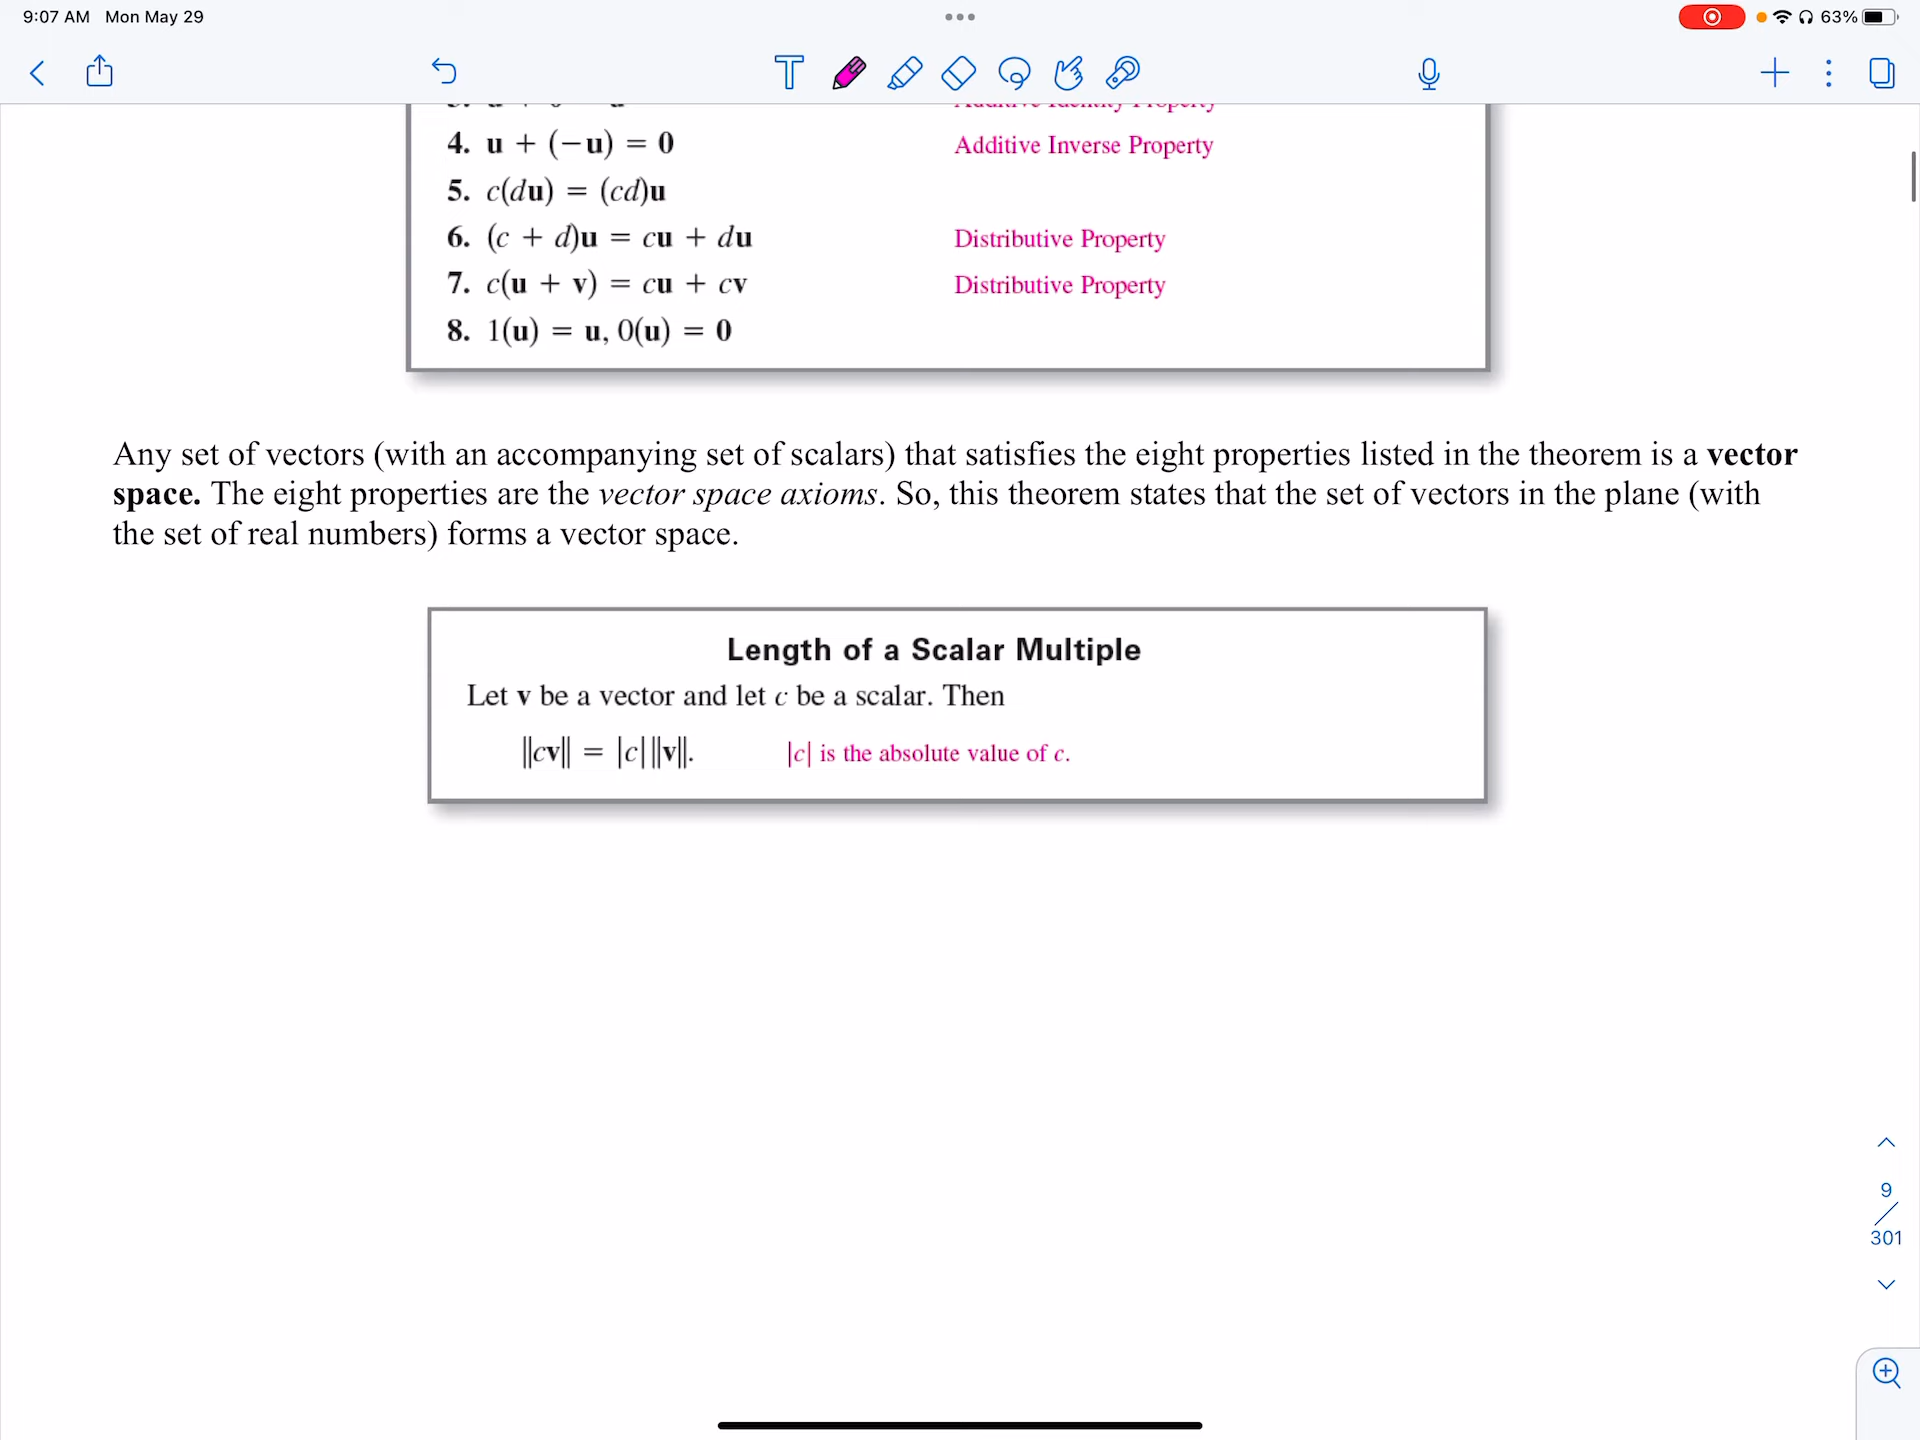 9:07 AM Mon May 29
63%
4. u + (−u) = 0 Additive Inverse Property
5. c(du) = (cd)u
6. (c + d)u = cu + du Distributive Property
7. c(u + v) = cu + cv Distributive Property
8. 1(u) = u, 0(u) = 0
Any set of vectors (with an accompanying set of scalars) that satisfies the eight properties listed in the theorem is a vector
space. The eight properties are the vector space axioms. So, this theorem states that the set of vectors in the plane (with
the set of real numbers) forms a vector space.
Length of a Scalar Multiple
Let v be a vector and let c be a scalar. Then
‖cv‖ = |c| ‖v‖. |c| is the absolute value of c.
9
/
301